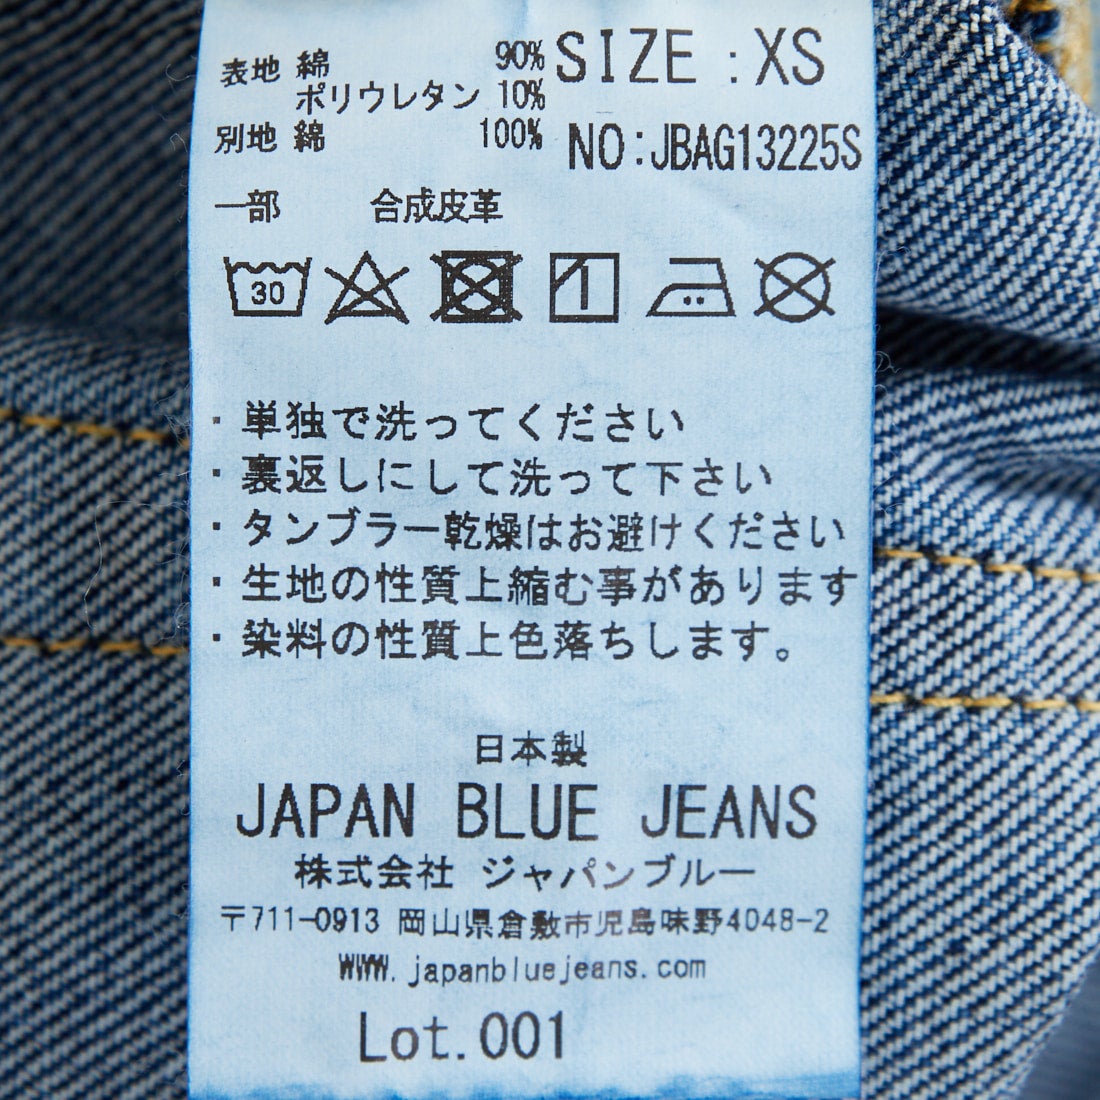 表地 綿 90%
ポリウレタン 10%
別地 綿 100%
SIZE : XS
NO:JBAG13225S
一部 合成皮革
30
1
・単独で洗ってください
・裏返しにして洗って下さい
・タンブラー乾燥はお避けください
・生地の性質上縮む事があります
・染料の性質上色落ちします。
日本製
JAPAN BLUE JEANS
株式会社 ジャパンブルー
〒711-0913 岡山県倉敷市児島味野4048-2
WWW.japanbluejeans.com
Lot.001